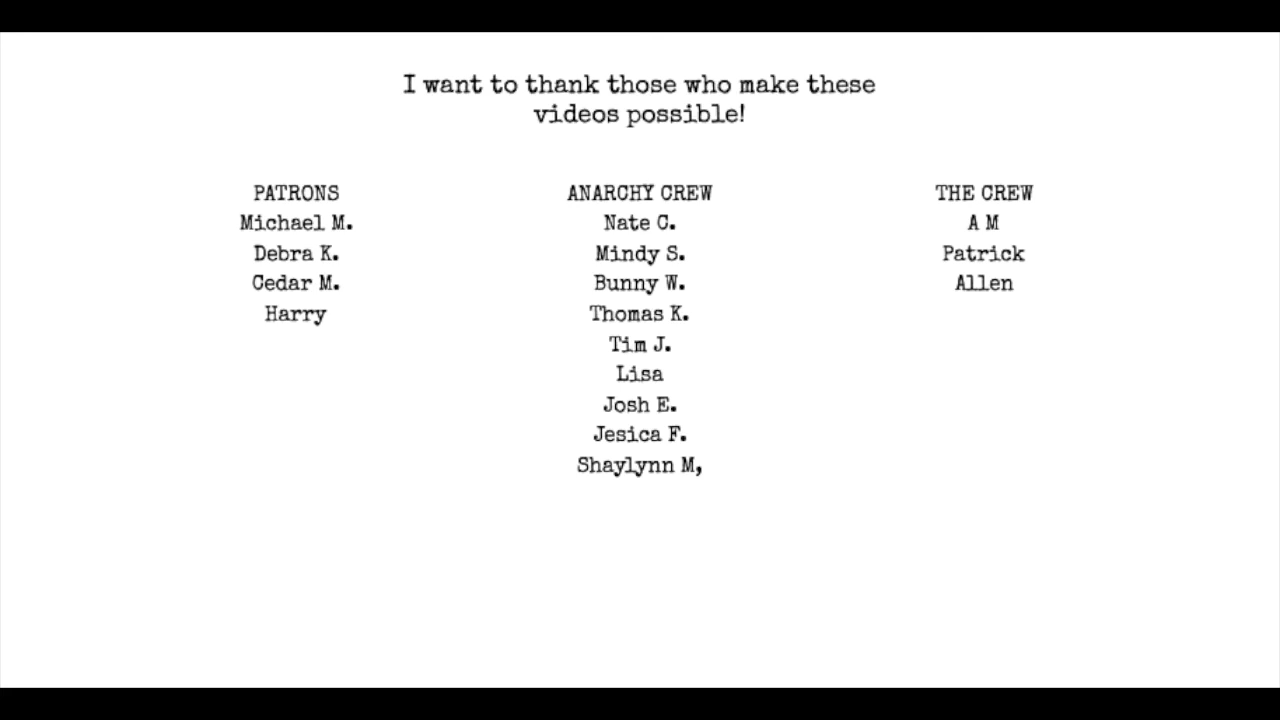 I want to thank those who make these
videos possible!
PATRONS
Michael M.
Debra K.
Cedar M.
Harry
ANARCHY CREW
Nate C.
Mindy S.
Bunny W.
Thomas K.
Tim J.
Lisa
Josh E.
Jesica F.
Shaylynn M,
THE CREW
A M
Patrick
Allen